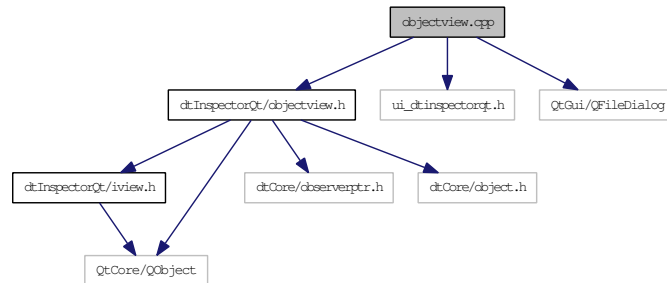 objectview.cpp
dtInspectorQt/objectview.h
ui_dtinspectorqt.h
QtGui/QFileDialog
dtInspectorQt/iview.h
dtCore/observerptr.h
dtCore/object.h
QtCore/QObject